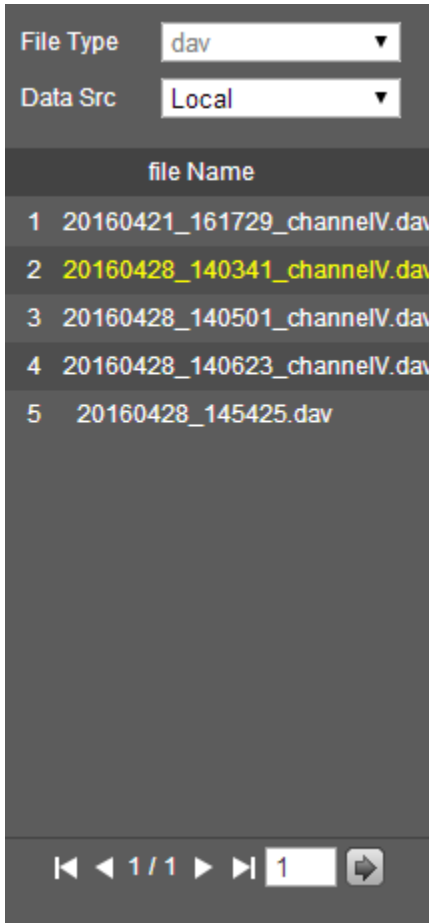 File Type dav
Data Src Local
file Name
1 20160421_161729_channelV.dav
2 20160428_140341_channelV.dav
3 20160428_140501_channelV.dav
4 20160428_140623_channelV.dav
5 20160428_145425.dav
1 / 1 1